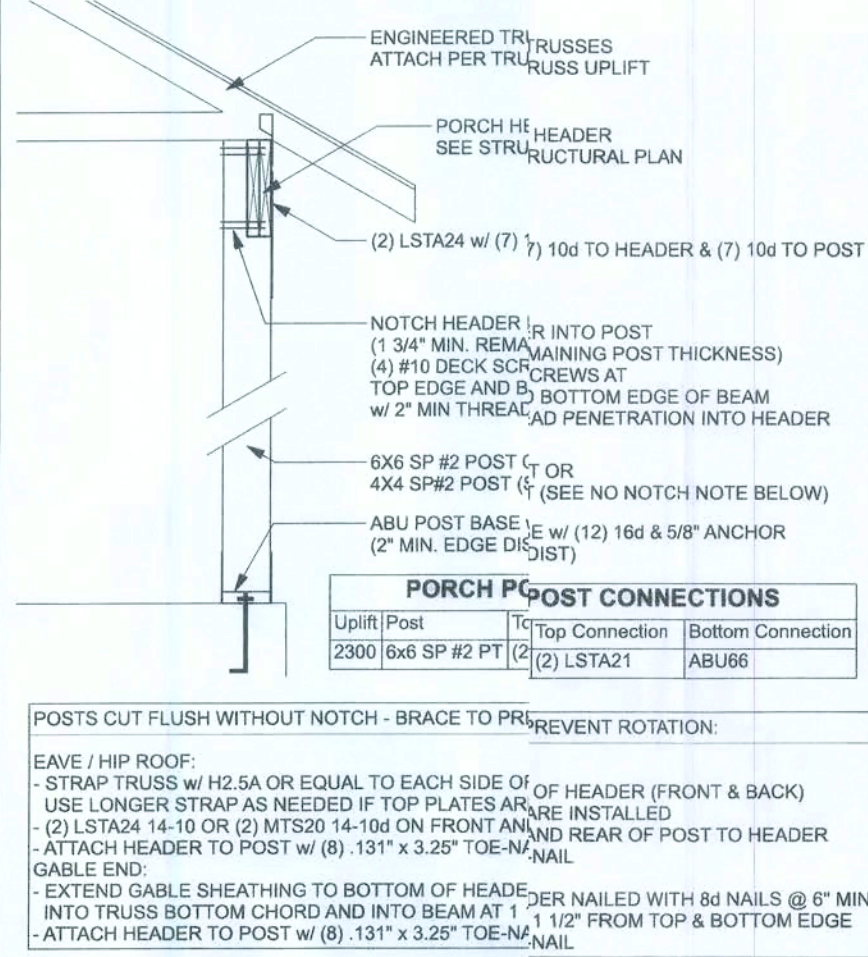 ENGINEERED TRUSSES
ATTACH PER TRUSS UPLIFT
PORCH HEADER
SEE STRUCTURAL PLAN
(2) LSTA24 w/ (7) 10d TO HEADER & (7) 10d TO POST
NOTCH HEADER INTO POST
(1 3/4" MIN. REMAINING POST THICKNESS)
(4) #10 DECK SCREWS AT
TOP EDGE AND BOTTOM EDGE OF BEAM
w/ 2" MIN THREAD PENETRATION INTO HEADER
6X6 SP #2 POST OR
4X4 SP#2 POST (SEE NO NOTCH NOTE BELOW)
ABU POST BASE w/ (12) 16d & 5/8" ANCHOR
(2" MIN. EDGE DIST)
PORCH POST CONNECTIONS
Uplift Post Top Connection Bottom Connection
2300 6x6 SP #2 PT (2) LSTA21 ABU66
POSTS CUT FLUSH WITHOUT NOTCH - BRACE TO PREVENT ROTATION:
EAVE / HIP ROOF:
- STRAP TRUSS w/ H2.5A OR EQUAL TO EACH SIDE OF HEADER (FRONT & BACK)
USE LONGER STRAP AS NEEDED IF TOP PLATES ARE INSTALLED
- (2) LSTA24 14-10 OR (2) MTS20 14-10d ON FRONT AND REAR OF POST TO HEADER
- ATTACH HEADER TO POST w/ (8) .131" x 3.25" TOE-NAIL
GABLE END:
- EXTEND GABLE SHEATHING TO BOTTOM OF HEADER NAILED WITH 8d NAILS @ 6" MIN
INTO TRUSS BOTTOM CHORD AND INTO BEAM AT 1 1/2" FROM TOP & BOTTOM EDGE
- ATTACH HEADER TO POST w/ (8) .131" x 3.25" TOE-NAIL